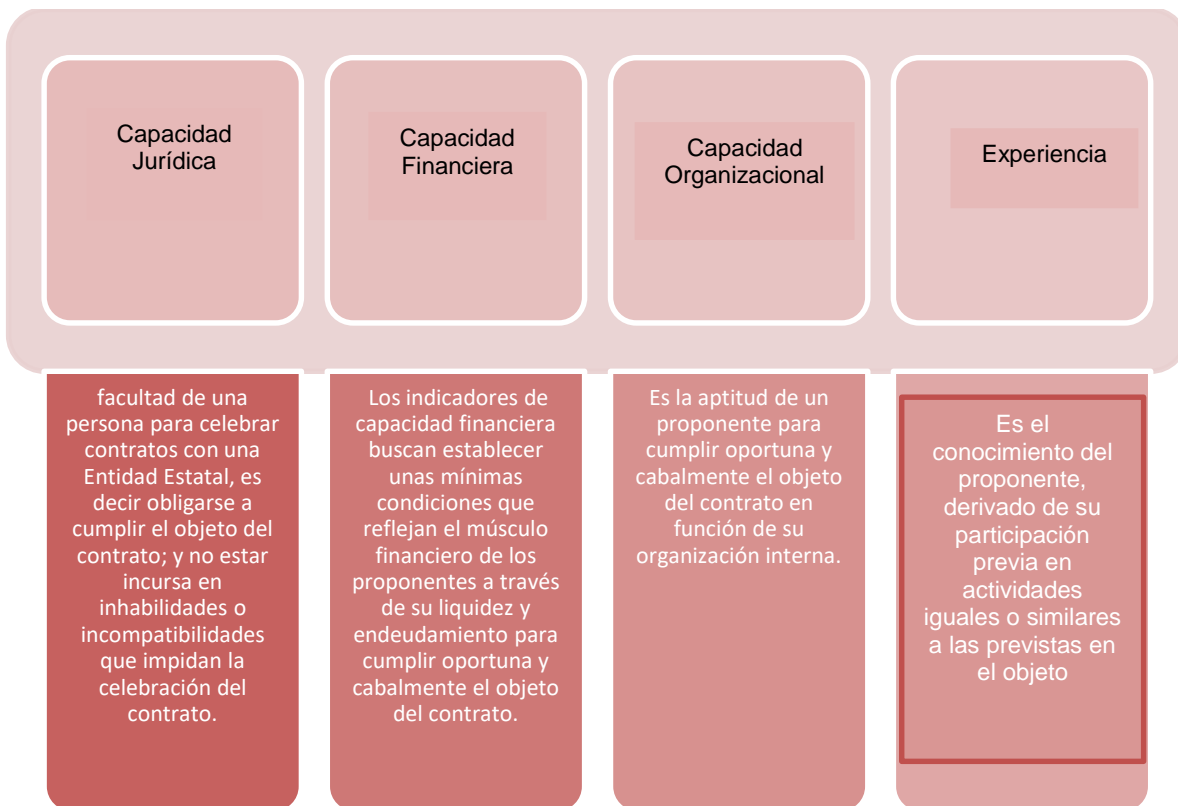 Capacidad
Jurídica
Capacidad
Financiera
Capacidad
Organizacional
Experiencia
facultad de una
persona para celebrar
contratos con una
Entidad Estatal, es
decir obligarse a
cumplir el objeto del
contrato; y no estar
incursa en
inhabilidades o
incompatibilidades
que impidan la
celebración del
contrato.
Los indicadores de
capacidad financiera
buscan establecer
unas mínimas
condiciones que
reflejan el músculo
financiero de los
proponentes a través
de su liquidez y
endeudamiento para
cumplir oportuna y
cabalmente el objeto
del contrato.
Es la aptitud de un
proponente para
cumplir oportuna y
cabalmente el objeto
del contrato en
función de su
organización interna.
Es el
conocimiento del
proponente,
derivado de su
participación
previa en
actividades
iguales o similares
a las previstas en
el objeto